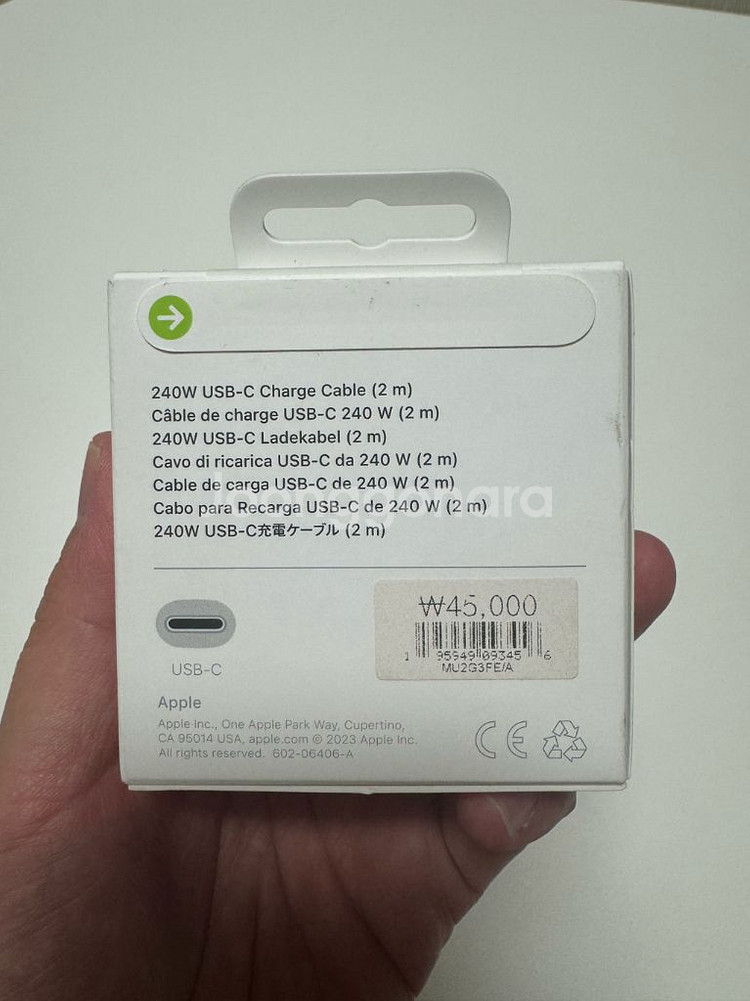 240W USB-C Charge Cable (2 m)
Câble de charge USB-C 240 W (2 m)
240W USB-C Ladekabel (2 m)
Cavo di ricarica USB-C da 240 W (2 m)
Cable de carga USB-C de 240 W (2 m)
Cabo para Recarga USB-C de 240 W (2 m)
240W USB-C充電ケーブル (2 m)
joonggonara
₩45,000
1 95949 09345 6
MU2G3FE/A
USB-C
Apple
Apple Inc., One Apple Park Way, Cupertino,
CA 95014 USA, apple.com © 2023 Apple Inc.
All rights reserved. 602-06406-A
CE